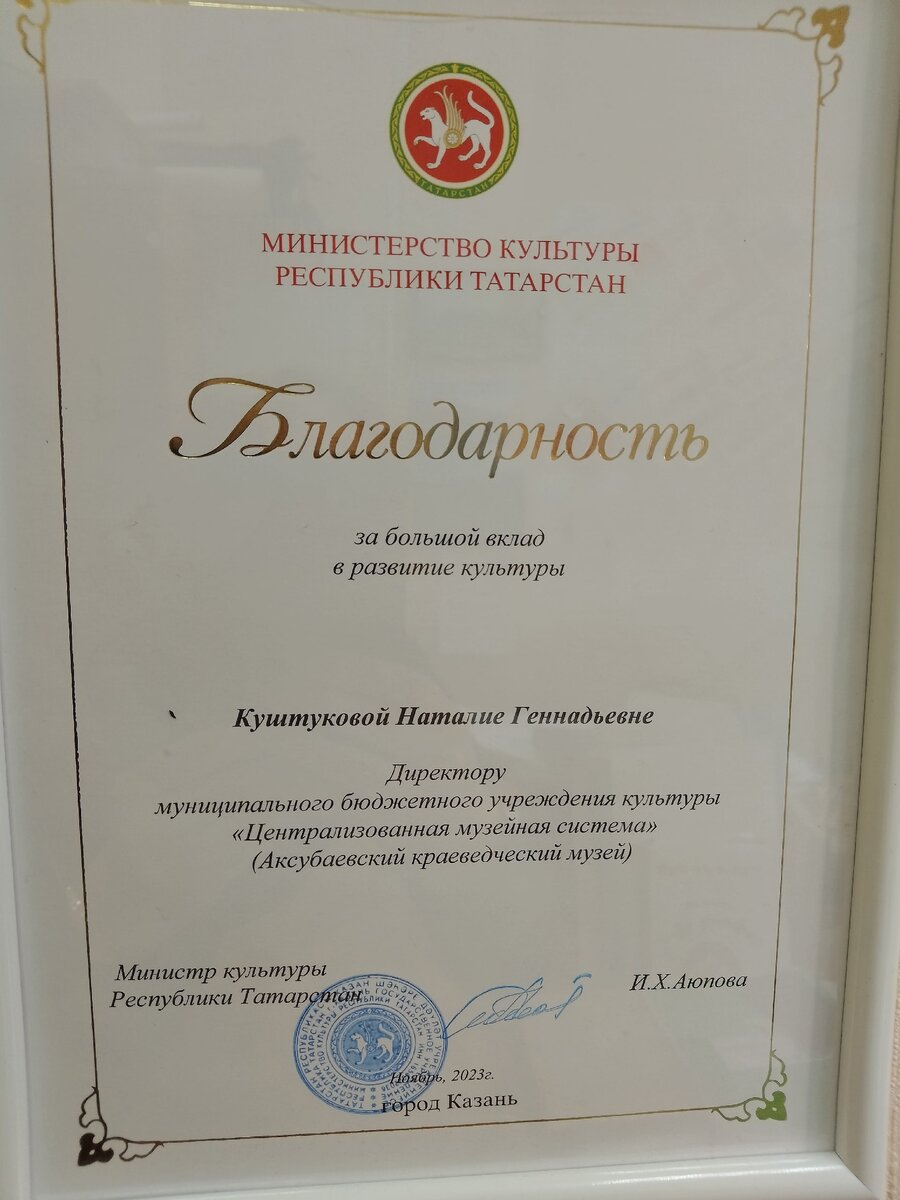 ТАТАРСТАН
МИНИСТЕРСТВО КУЛЬТУРЫ
РЕСПУБЛИКИ ТАТАРСТАН
Благодарность
за большой вклад
в развитие культуры
Куштуковой Наталие Геннадьевне
Директору
муниципального бюджетного учреждения культуры
«Централизованная музейная система»
(Аксубаевский краеведческий музей)
Министр культуры
Республики Татарстан
И.Х.Аюпова
Ноябрь, 2023г.
город Казань